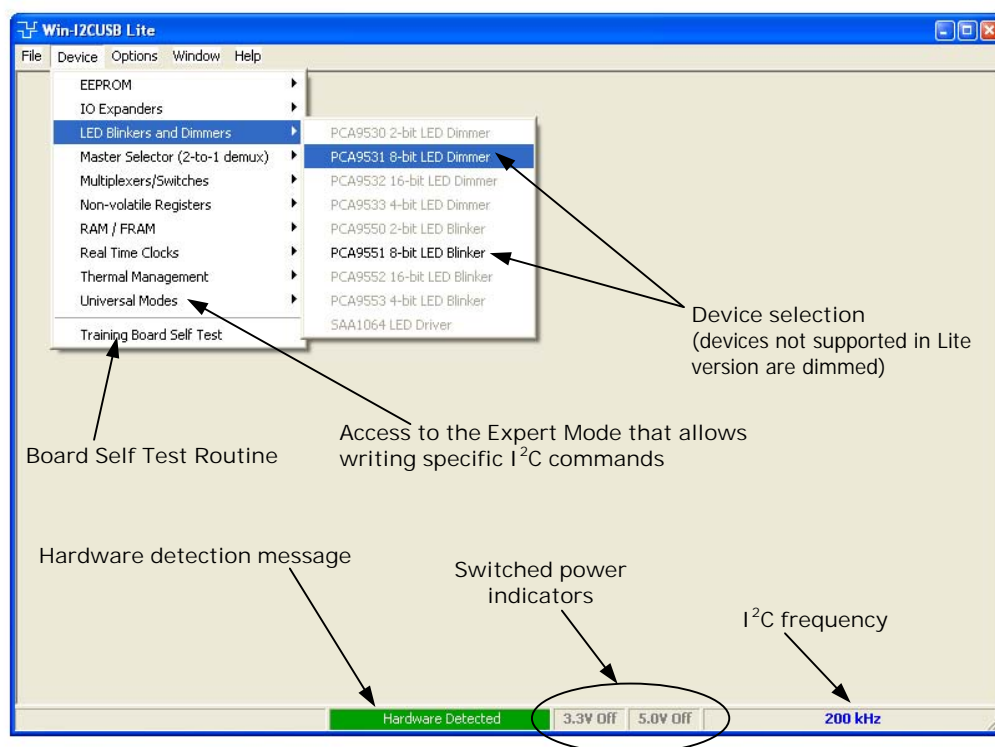 Win-I2CUSB Lite
File Device Options Window Help
EEPROM
IO Expanders
LED Blinkers and Dimmers
Master Selector (2-to-1 demux)
Multiplexers/Switches
Non-volatile Registers
RAM / FRAM
Real Time Clocks
Thermal Management
Universal Modes
Training Board Self Test
PCA9530 2-bit LED Dimmer
PCA9531 8-bit LED Dimmer
PCA9532 16-bit LED Dimmer
PCA9533 4-bit LED Dimmer
PCA9550 2-bit LED Blinker
PCA9551 8-bit LED Blinker
PCA9552 16-bit LED Blinker
PCA9553 4-bit LED Blinker
SAA1064 LED Driver
Device selection
(devices not supported in Lite
version are dimmed)
Board Self Test Routine
Access to the Expert Mode that allows
writing specific I²C commands
Hardware detection message
Switched power
indicators
I²C frequency
Hardware Detected 3.3V Off 5.0V Off 200 kHz